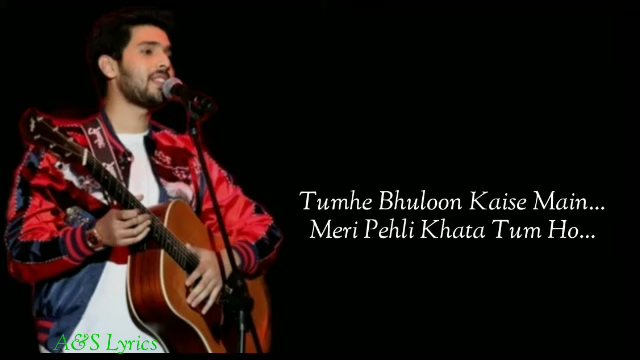 Tumhe Bhuloon Kaise Main...
Meri Pehli Khata Tum Ho...
A&S Lyrics